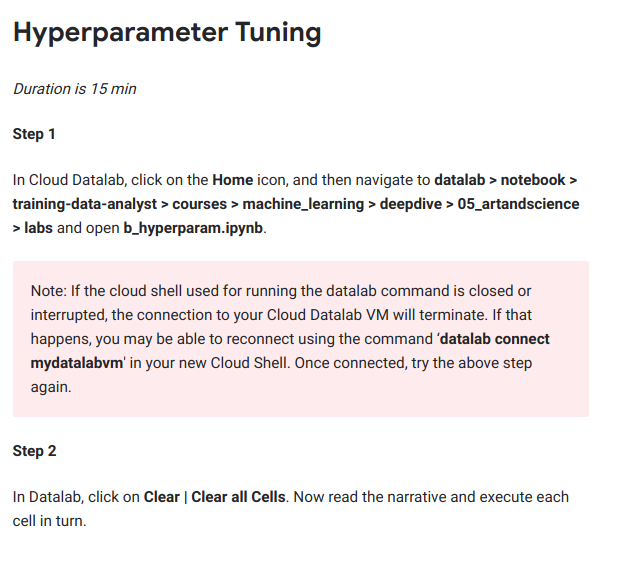 Hyperparameter Tuning
Duration is 15 min
Step 1
In Cloud Datalab, click on the Home icon, and then navigate to datalab > notebook >
training-data-analyst > courses > machine_learning > deepdive > 05_artandscience
> labs and open b_hyperparam.ipynb.
Note: If the cloud shell used for running the datalab command is closed or
interrupted, the connection to your Cloud Datalab VM will terminate. If that
happens, you may be able to reconnect using the command ‘datalab connect
mydatalabvm' in your new Cloud Shell. Once connected, try the above step
again.
Step 2
In Datalab, click on Clear | Clear all Cells. Now read the narrative and execute each
cell in turn.